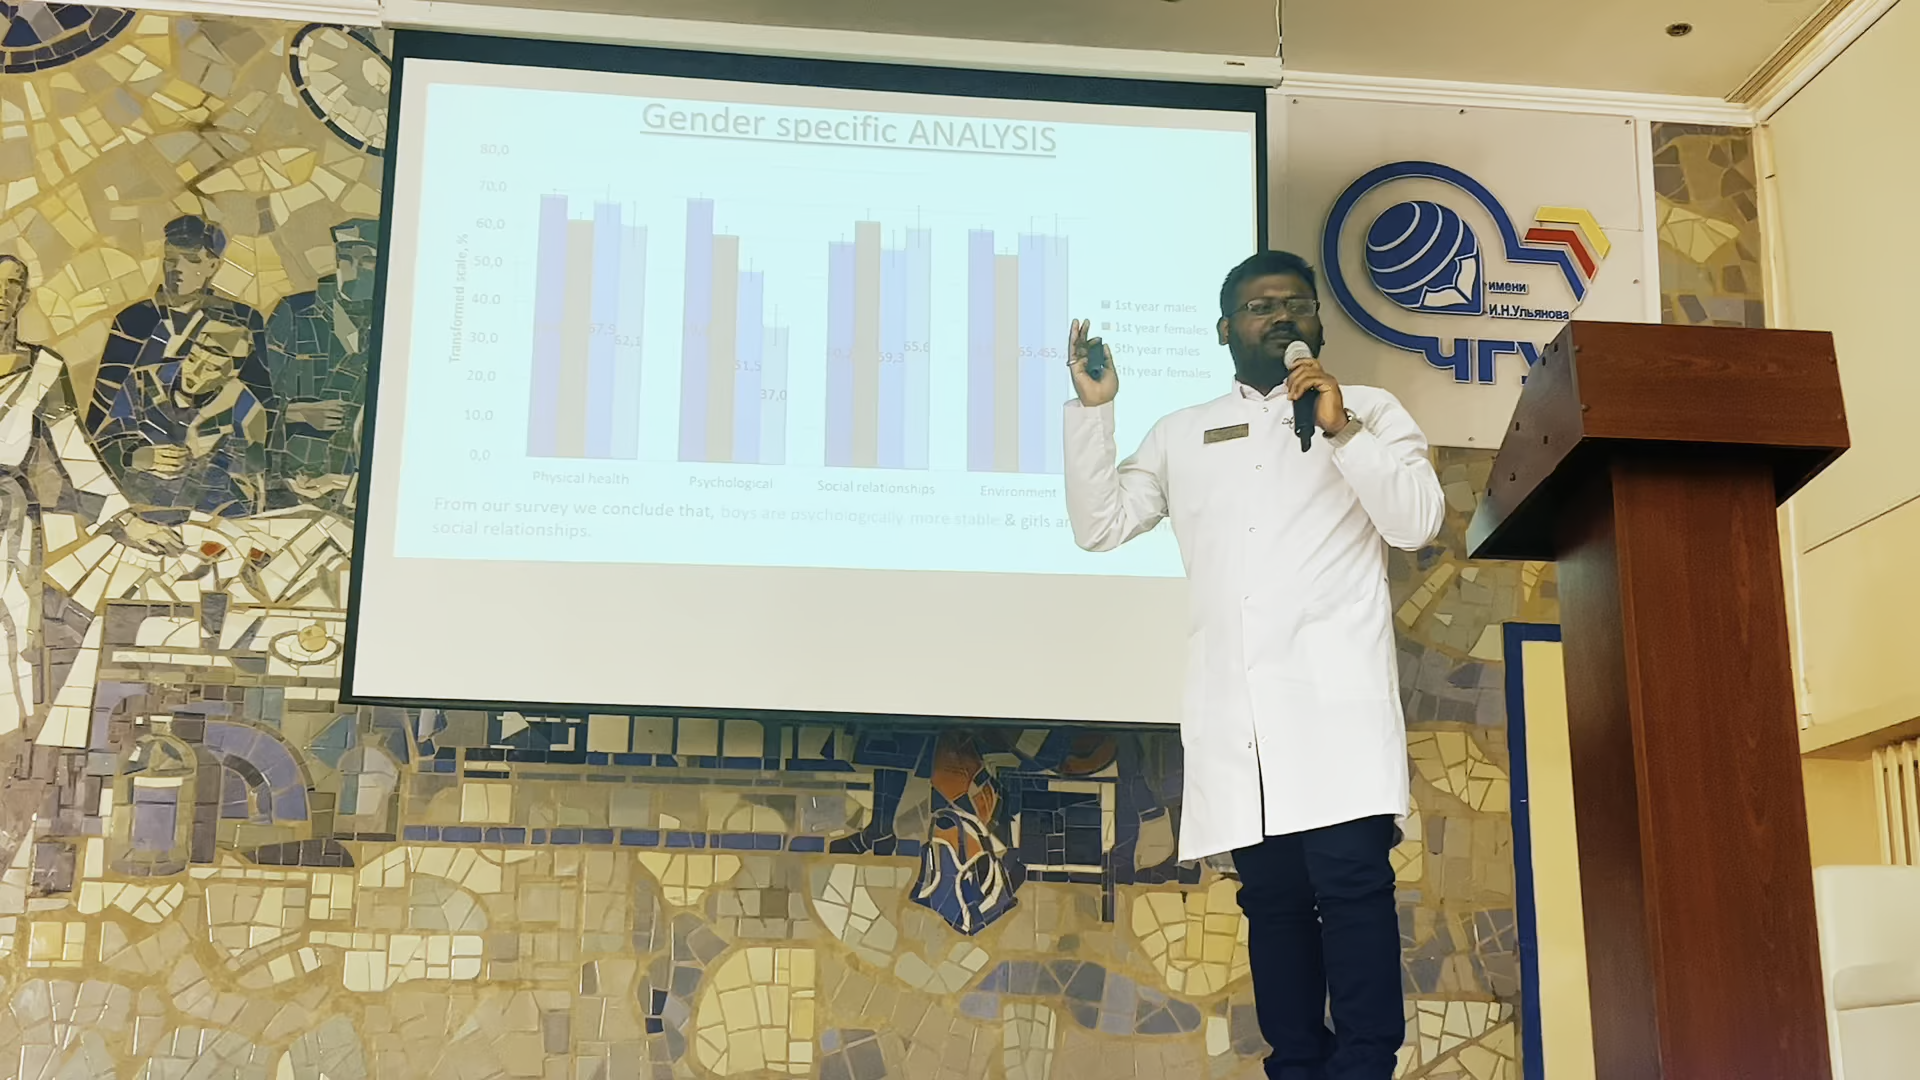 Gender specific ANALYSIS
80,0
70,0
60,0
50,0
40,0
30,0
20,0
10,0
0,0
Transformed scale, %
67,9
62,1
51,5
37,0
59,3
65,6
65,4
Physical health
Psychological
Social relationships
Environment
1st year males
1st year females
5th year males
5th year females
From our survey we conclude that, boys are psychologically more stable & girls
social relationships.
имени
И.Н.Ульянова
ЧГУ